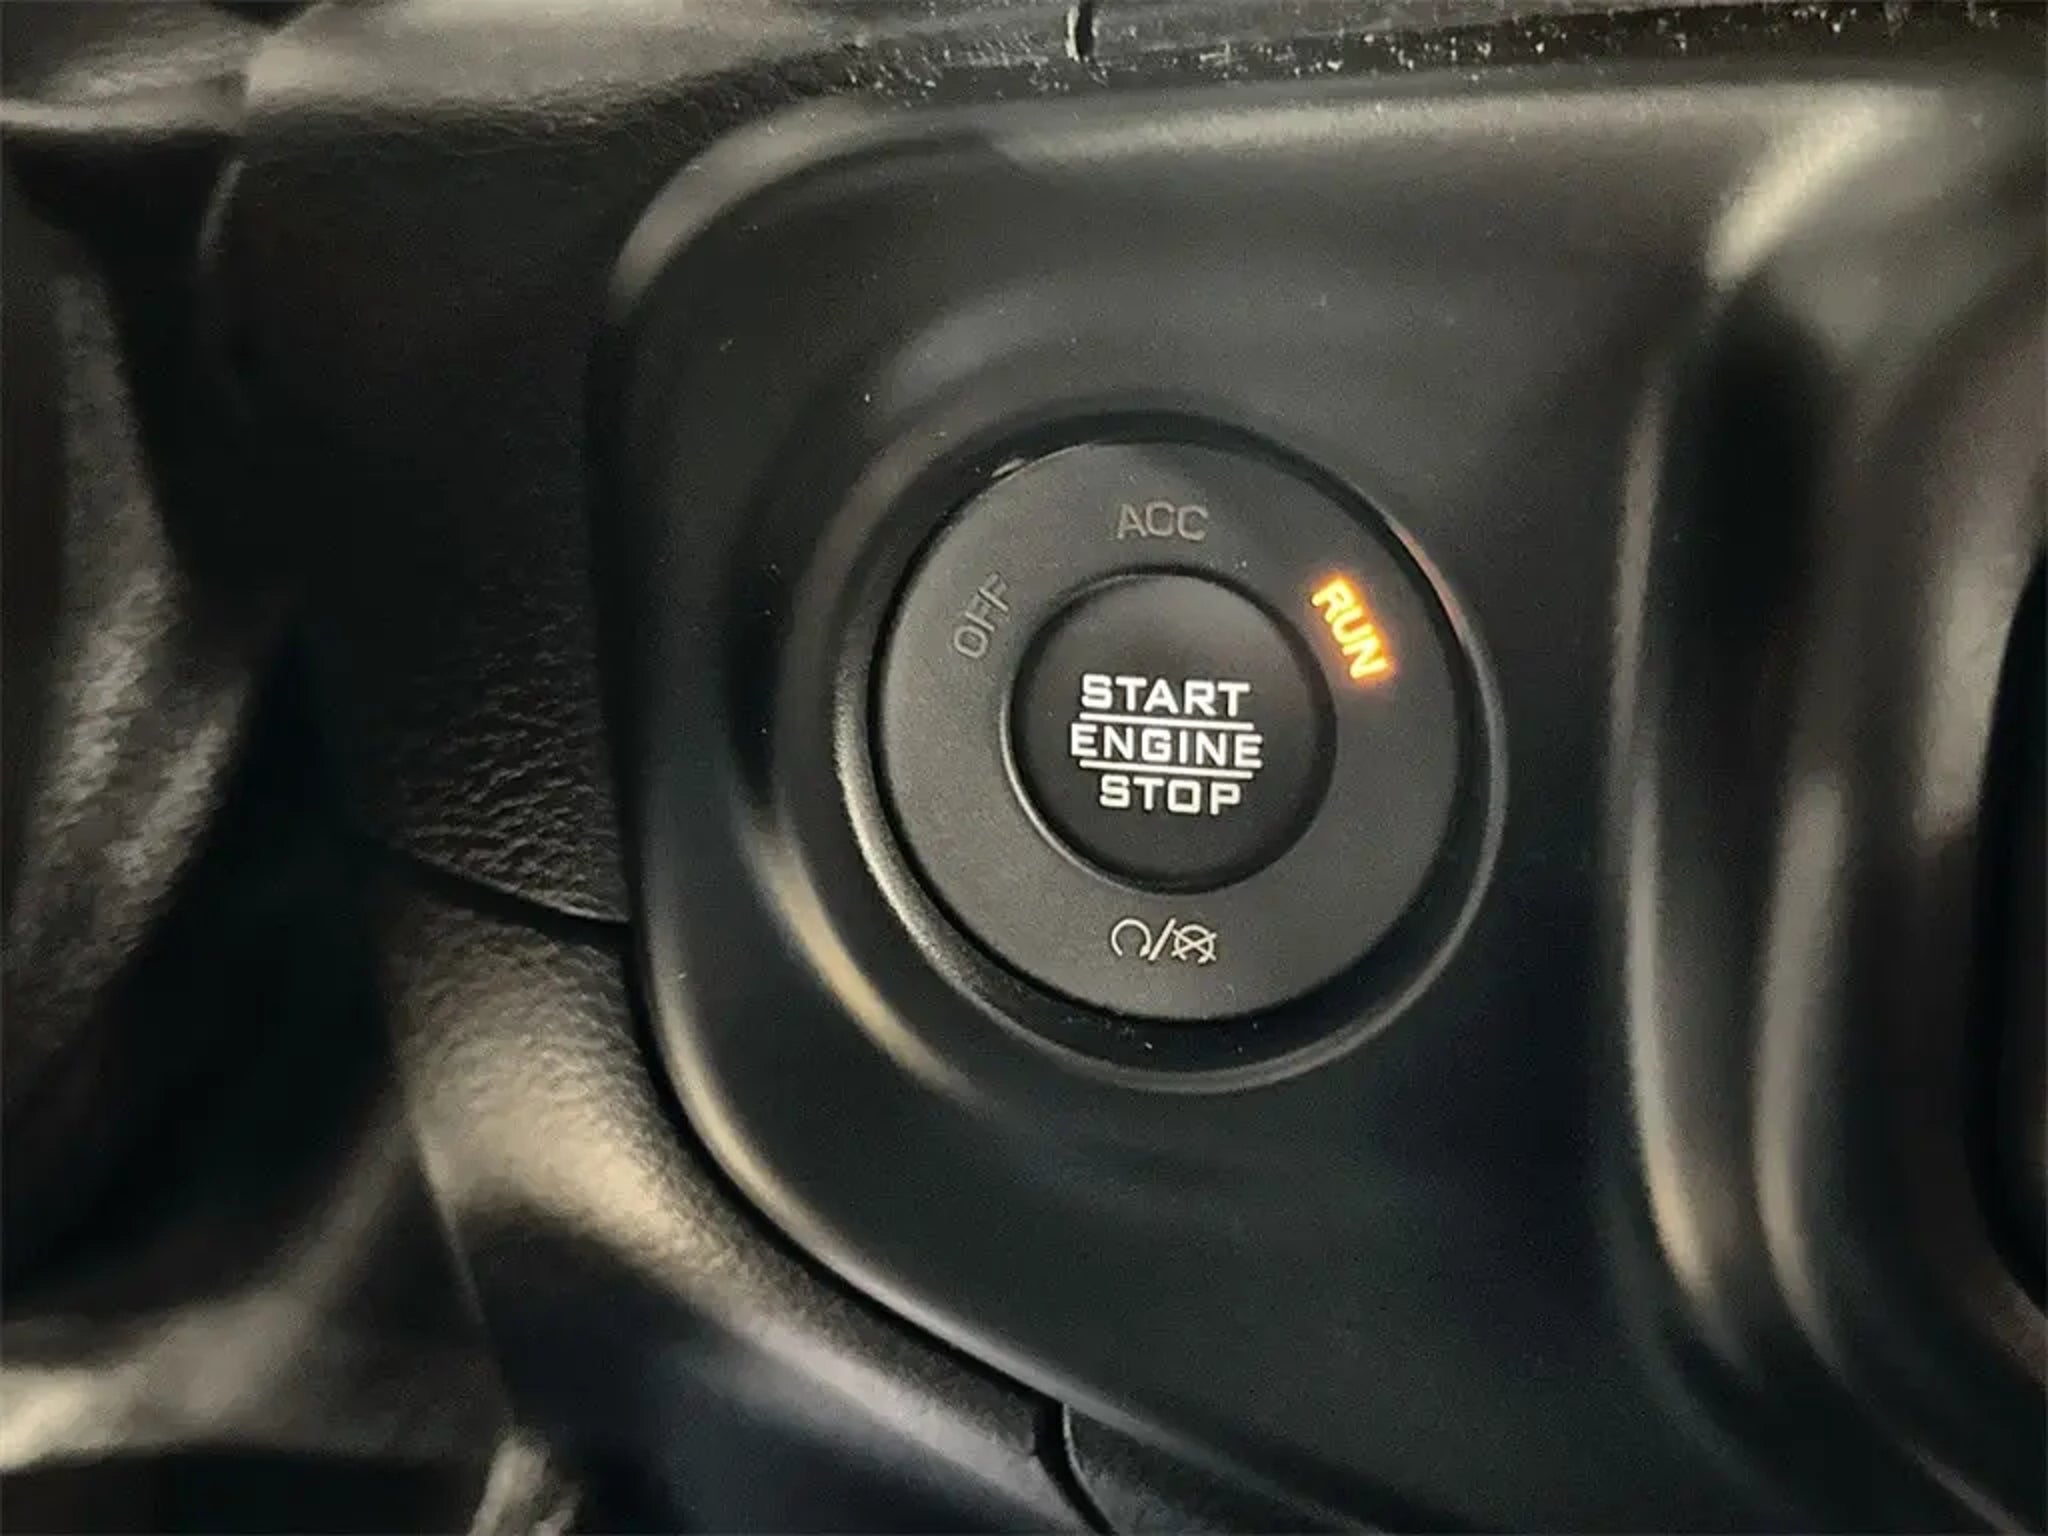 ACC
OFF
RUN
START
ENGINE
STOP